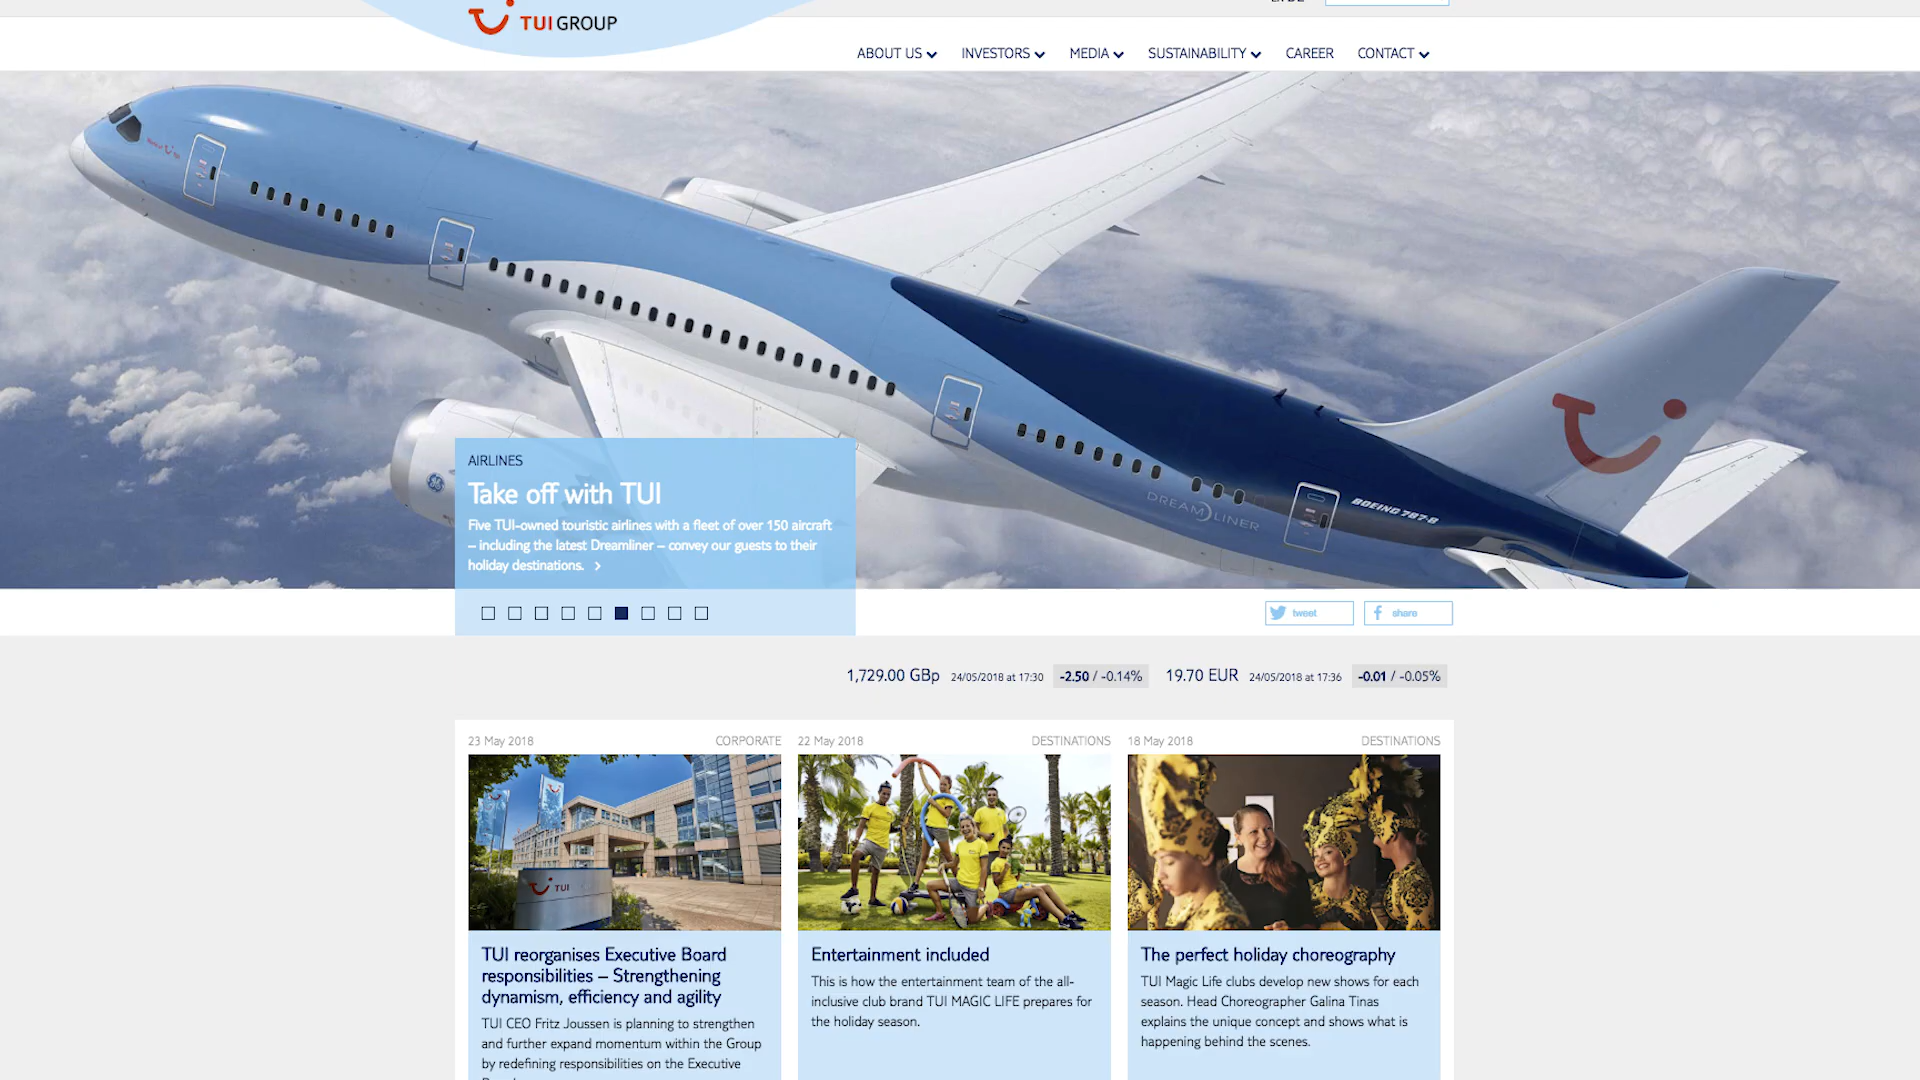 TUI GROUP
ABOUT US
INVESTORS
MEDIA
SUSTAINABILITY
CAREER
CONTACT
DREAMLINER
BOEING 787-8
AIRLINES
Take off with TUI
Five TUI-owned touristic airlines with a fleet of over 150 aircraft
– including the latest Dreamliner – convey our guests to their
holiday destinations. >
tweet
share
1,729.00 GBp 24/05/2018 at 17:30 -2.50 / -0.14% 19.70 EUR 24/05/2018 at 17:36 -0.01 / -0.05%
23 May 2018 CORPORATE
TUI
TUI reorganises Executive Board
responsibilities – Strengthening
dynamism, efficiency and agility
TUI CEO Fritz Joussen is planning to strengthen
and further expand momentum within the Group
by redefining responsibilities on the Executive
22 May 2018 DESTINATIONS
Entertainment included
This is how the entertainment team of the all-
inclusive club brand TUI MAGIC LIFE prepares for
the holiday season.
18 May 2018 DESTINATIONS
The perfect holiday choreography
TUI Magic Life clubs develop new shows for each
season. Head Choreographer Galina Tinas
explains the unique concept and shows what is
happening behind the scenes.